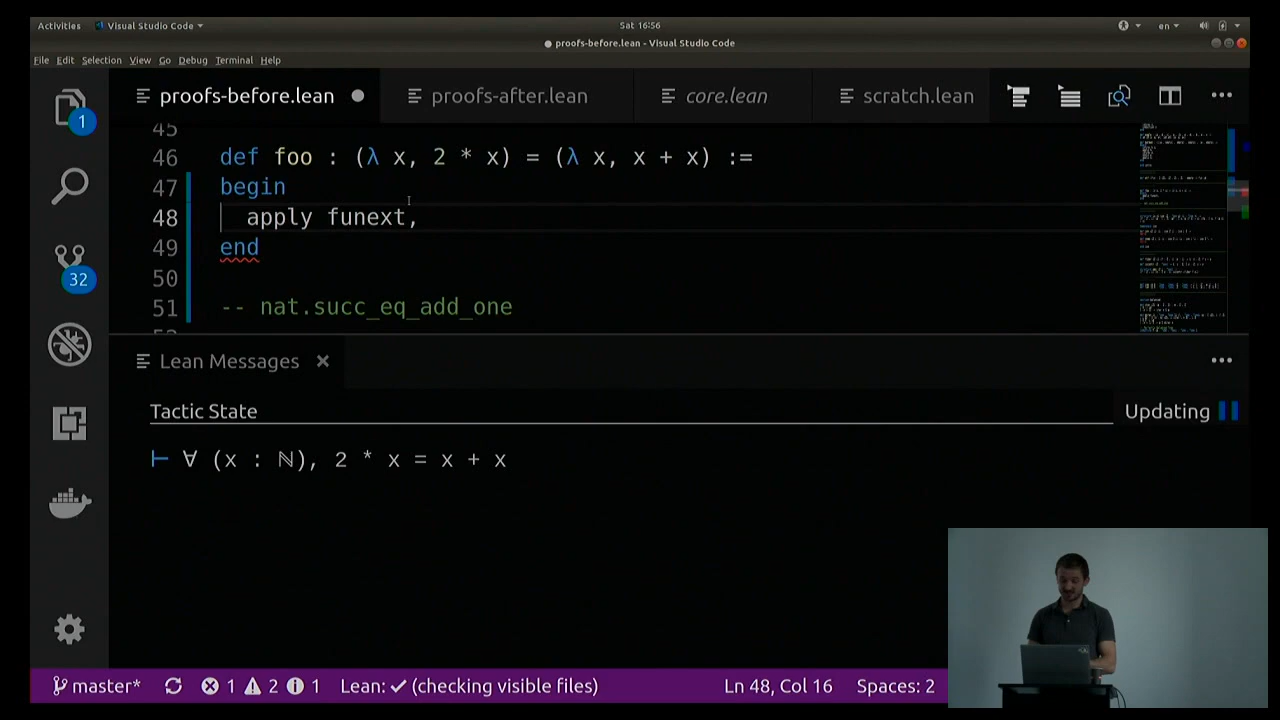 Activities Visual Studio Code Sat 16:56 en
● proofs-before.lean - Visual Studio Code
File Edit Selection View Go Debug Terminal Help
proofs-before.lean ● proofs-after.lean core.lean scratch.lean
45
46 def foo : (λ x, 2 * x) = (λ x, x + x) :=
47 begin
48 apply funext,
49 end
50
51 -- nat.succ_eq_add_one
1
32
Lean Messages ×
Tactic State Updating
⊢ ∀ (x : ℕ), 2 * x = x + x
master* 1 2 1 Lean: ✓ (checking visible files) Ln 48, Col 16 Spaces: 2